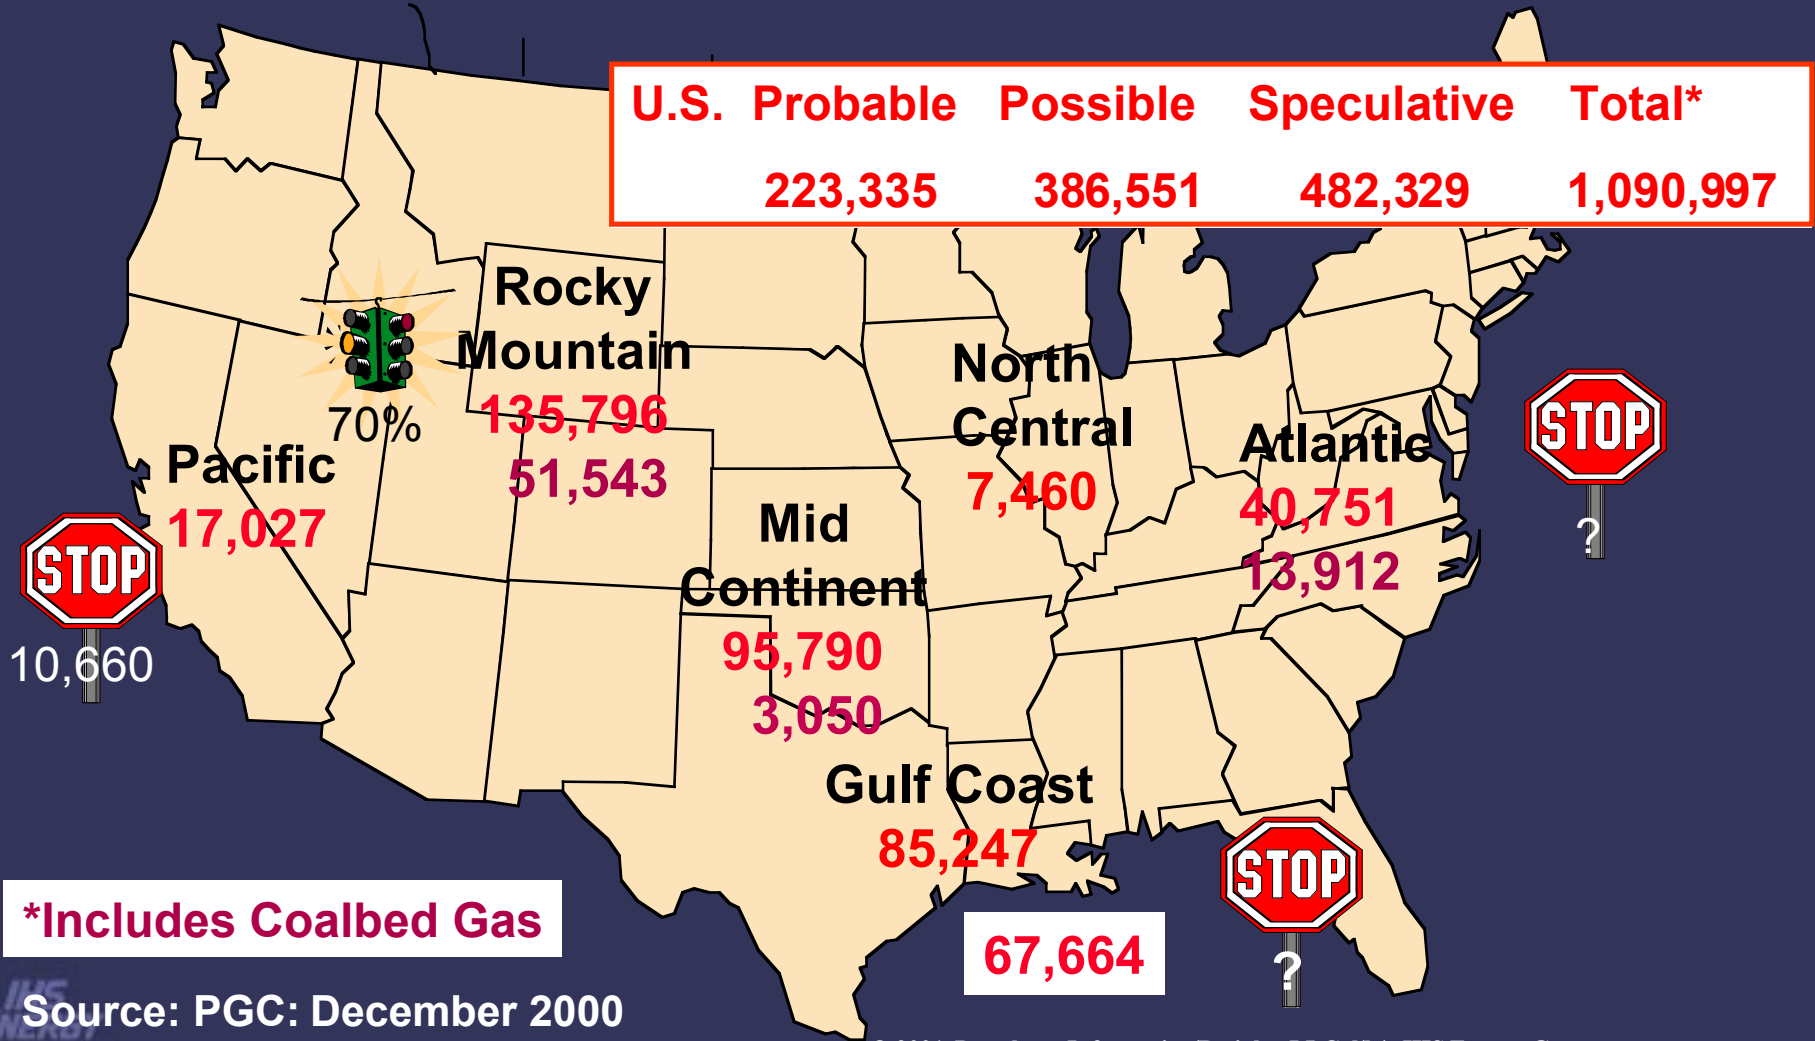 U.S. Probable Possible Speculative Total*
223,335 386,551 482,329 1,090,997
Rocky
Mountain
135,796
51,543
70%
Pacific
17,027
STOP
10,660
North
Central
7,460
Mid
Continent
95,790
3,050
Atlantic
40,751
13,912
STOP
?
Gulf Coast
85,247
67,664
STOP
?
*Includes Coalbed Gas
IHS
Source: PGC: December 2000